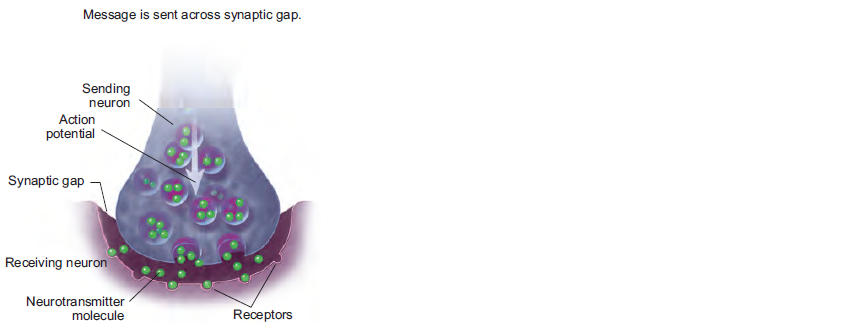 Message is sent across synaptic gap.
Sending
neuron
Action
potential
Synaptic gap
Receiving neuron
Neurotransmitter
molecule
Receptors